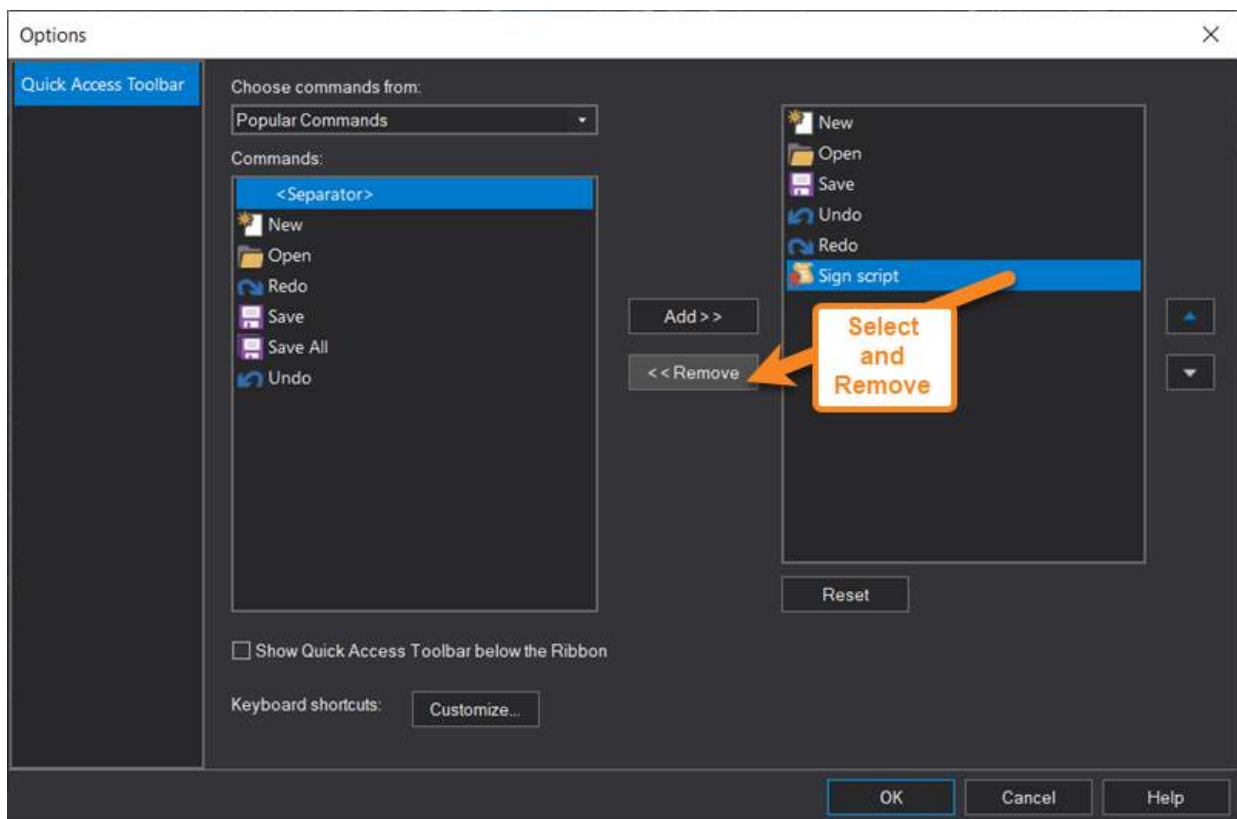 Options
Quick Access Toolbar
Choose commands from:
Popular Commands
Commands:
<Separator>
New
Open
Redo
Save
Save All
Undo
Add >>
<< Remove
New
Open
Save
Undo
Redo
Sign script
Select
and
Remove
Reset
Show Quick Access Toolbar below the Ribbon
Keyboard shortcuts:
Customize...
OK
Cancel
Help